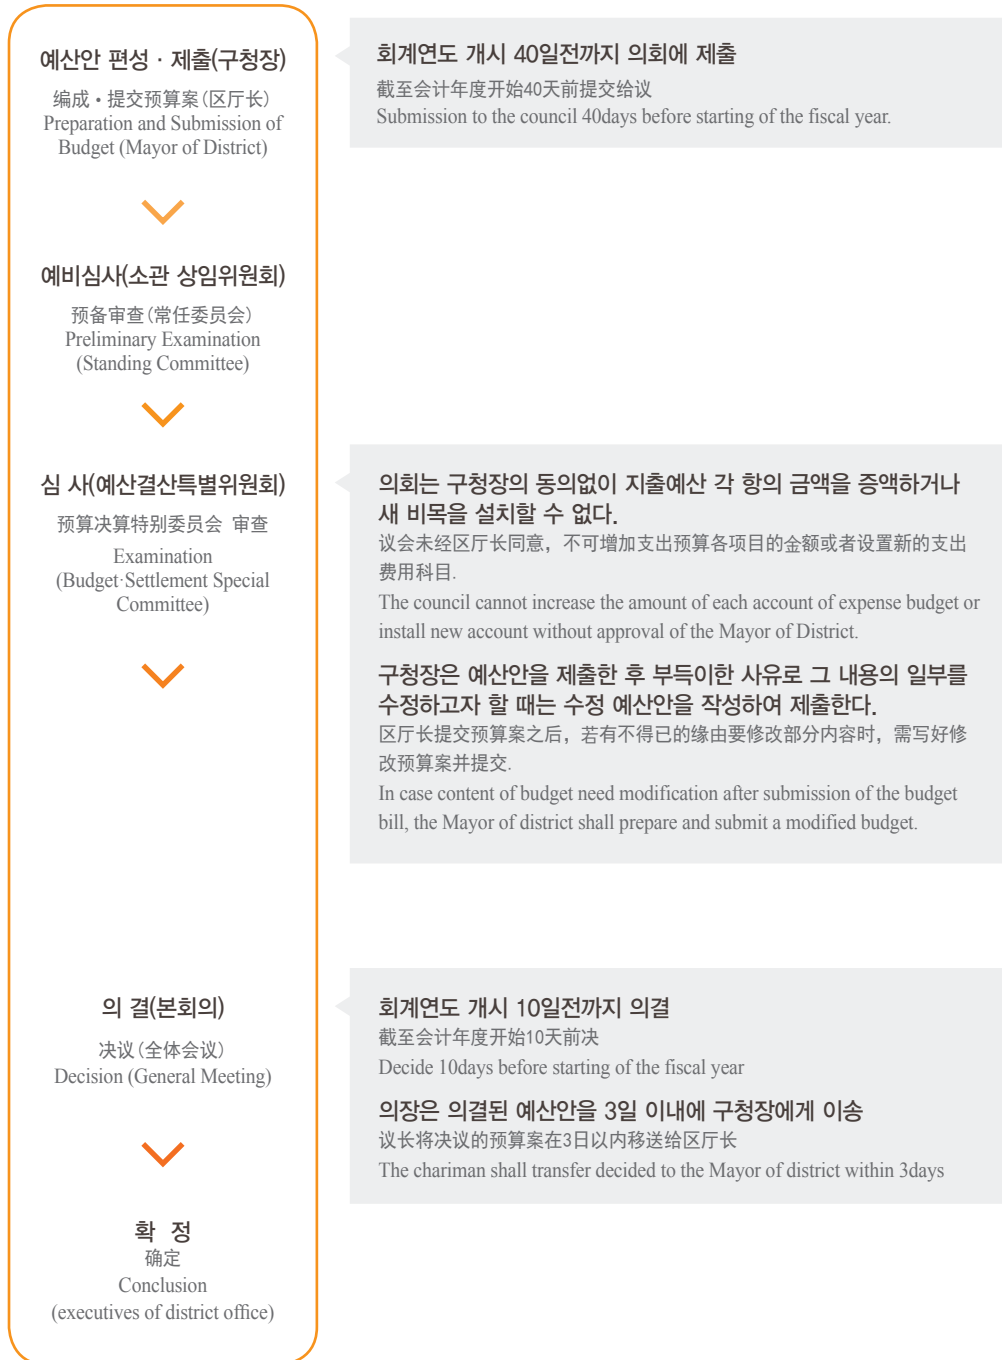 예산안 편성 · 제출(구청장)
编成 • 提交预算案(区厅长)
Preparation and Submission of
Budget (Mayor of District)
회계연도 개시 40일전까지 의회에 제출
截至会计年度开始40天前提交给议
Submission to the council 40days before starting of the fiscal year.
예비심사(소관 상임위원회)
预备审查(常任委员会)
Preliminary Examination
(Standing Committee)
심 사(예산결산특별위원회)
预算决算特别委员会 审查
Examination
(Budget·Settlement Special
Committee)
의회는 구청장의 동의없이 지출예산 각 항의 금액을 증액하거나
새 비목을 설치할 수 없다.
议会未经区厅长同意，不可增加支出预算各项目的金额或者设置新的支出
费用科目.
The council cannot increase the amount of each account of expense budget or
install new account without approval of the Mayor of District.
구청장은 예산안을 제출한 후 부득이한 사유로 그 내용의 일부를
수정하고자 할 때는 수정 예산안을 작성하여 제출한다.
区厅长提交预算案之后，若有不得已的缘由要修改部分内容时，需写好修
改预算案并提交.
In case content of budget need modification after submission of the budget
bill, the Mayor of district shall prepare and submit a modified budget.
의 결(본회의)
决议(全体会议)
Decision (General Meeting)
회계연도 개시 10일전까지 의결
截至会计年度开始10天前决
Decide 10days before starting of the fiscal year
의장은 의결된 예산안을 3일 이내에 구청장에게 이송
议长将决议的预算案在3日以内移送给区厅长
The chariman shall transfer decided to the Mayor of district within 3days
확 정
确定
Conclusion
(executives of district office)